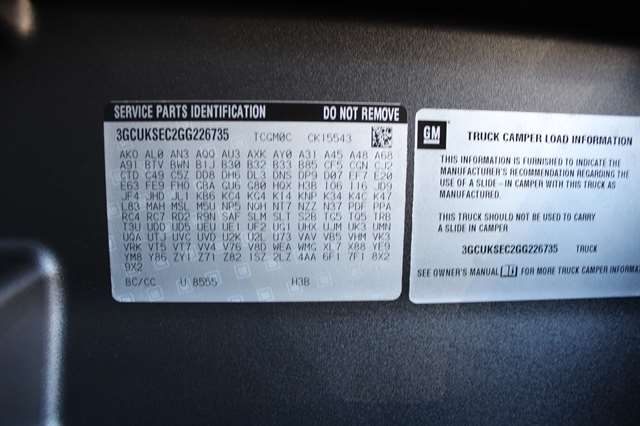 SERVICE PARTS IDENTIFICATION DO NOT REMOVE
3GCUKSEC2GG226735 TCGM0C CK15543
AKO AL0 AN3 AQQ AU3 AXK AY0 A31 A45 A48 A68
A91 BTV BWN B1J B30 B32 B33 B85 CF5 CGN CJ2
CTD C49 C5Z DD8 DH6 DL3 DNS DP9 D07 EF7 E20
E63 FE9 FHO GBA GU6 G80 HQX H3B IO6 I16 JD9
JF4 JHD JL1 K86 KC4 KG4 K14 KNP K34 K4C K47
L83 MAH MSL M5U NP5 NQH NT7 NZZ N37 PDF PPA
RC4 RC7 RD2 R9N SAF SLM SLT S2B TG5 TQ5 TRB
T3U UDD UD5 UEU UE1 UF2 UG1 UHX UJM UK3 UMN
UQA UTJ UVC UVD U2K U2L U73 VAV VB5 VHM VK3
VRK VT5 VT7 VV4 V76 V8D WEA WMG XL7 X88 YE9
YM8 Y86 ZY1 Z71 Z82 1SZ 2LZ 4AA 6F1 7F1 8X2
9X2
BC/CC U 8555 H3B
GM TRUCK CAMPER LOAD INFORMATION
THIS INFORMATION IS FURNISHED TO INDICATE THE
MANUFACTURER'S RECOMMENDATION REGARDING THE
USE OF A SLIDE - IN CAMPER WITH THIS TRUCK AS
MANUFACTURED.
THIS TRUCK SHOULD NOT BE USED TO CARRY
A SLIDE IN CAMPER
3GCUKSEC2GG226735 TRUCK
SEE OWNER'S MANUAL FOR MORE TRUCK CAMPER